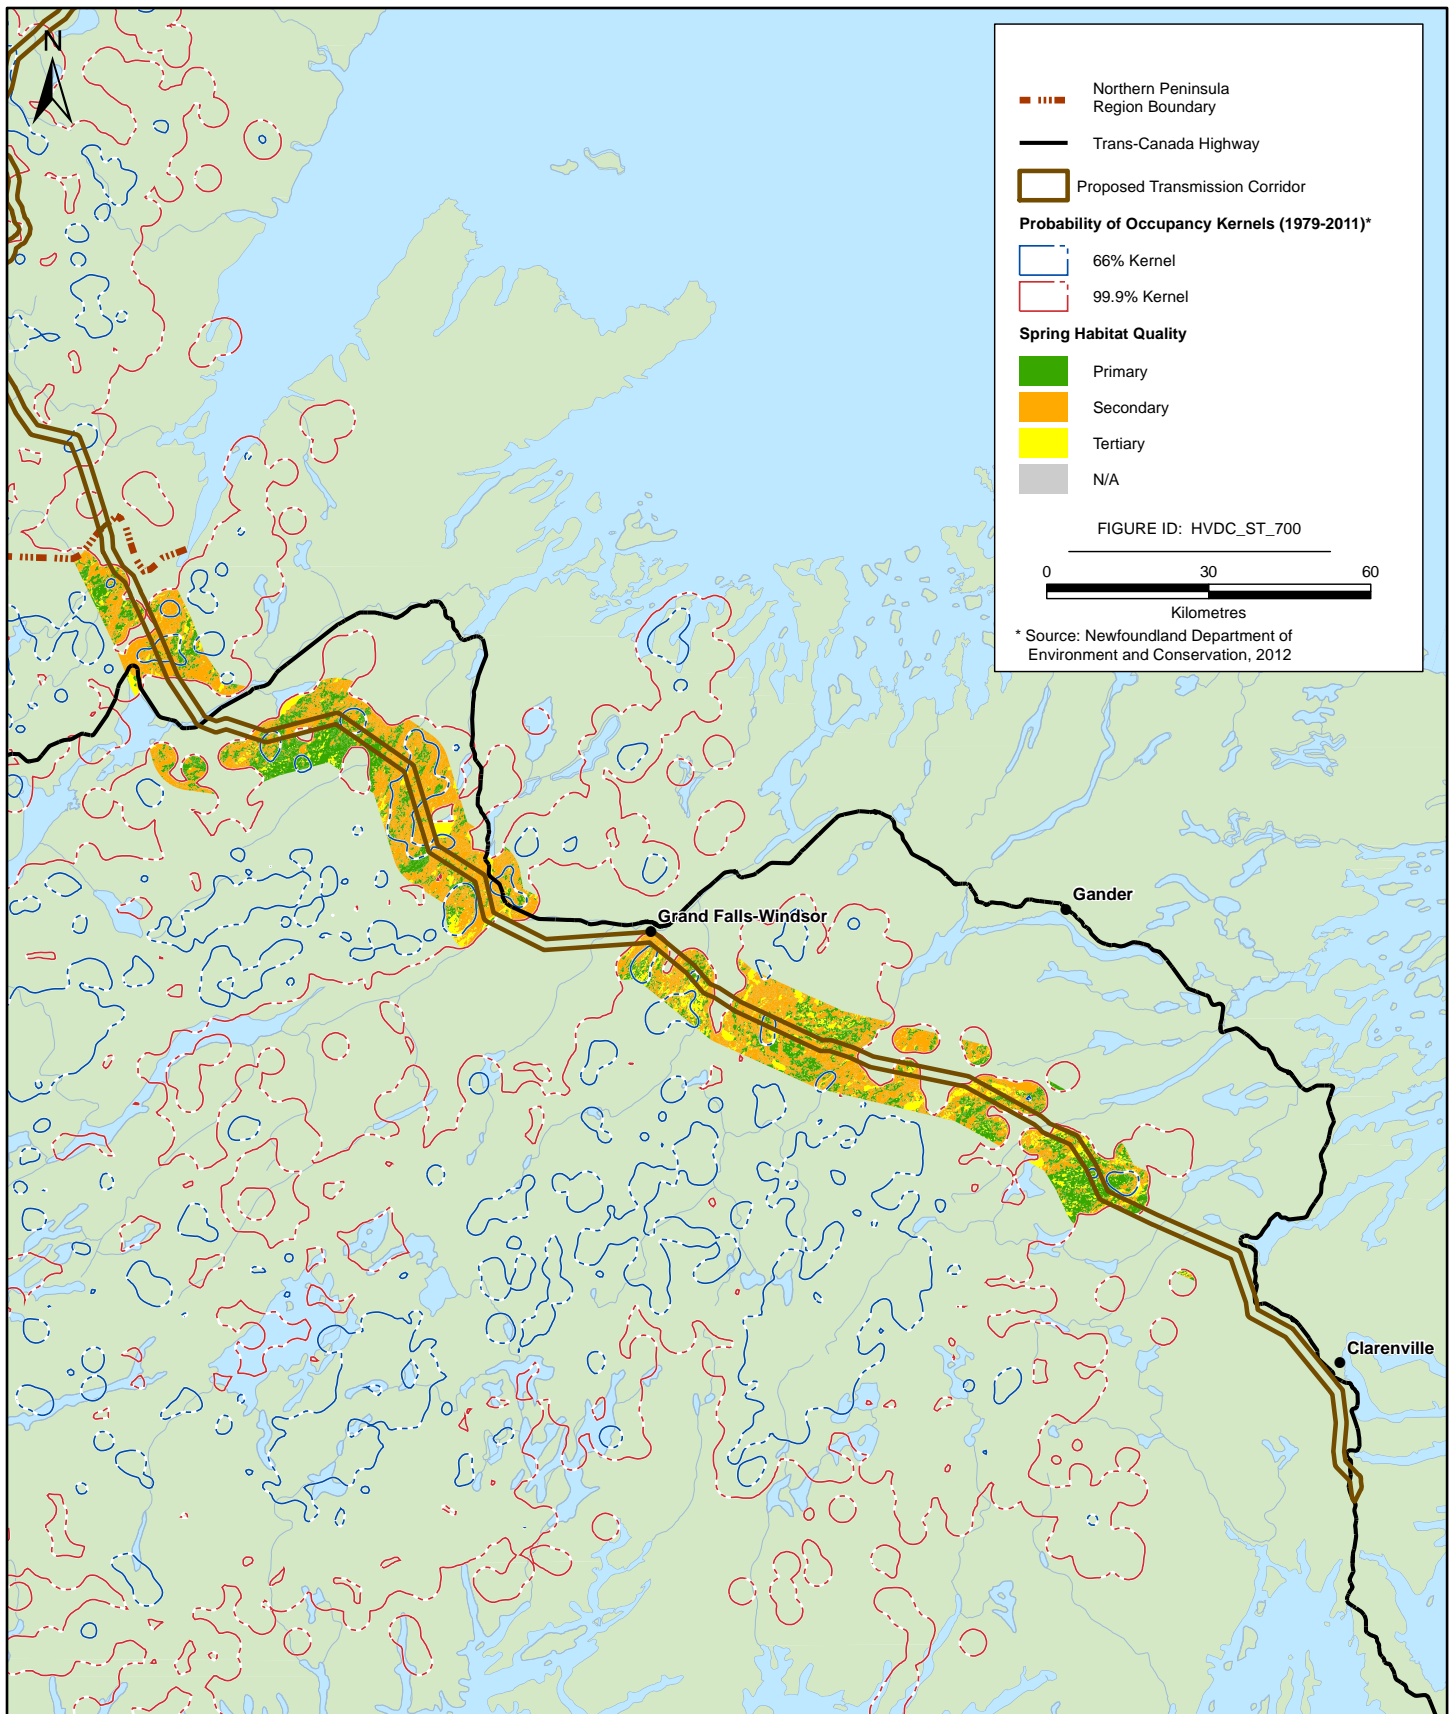 N
Northern Peninsula
Region Boundary
Trans-Canada Highway
Proposed Transmission Corridor
Probability of Occupancy Kernels (1979-2011)*
66% Kernel
99.9% Kernel
Spring Habitat Quality
Primary
Secondary
Tertiary
N/A
FIGURE ID: HVDC_ST_700
0 30 60
Kilometres
* Source: Newfoundland Department of
Environment and Conservation, 2012
Gander
Grand Falls-Windsor
Clarenville